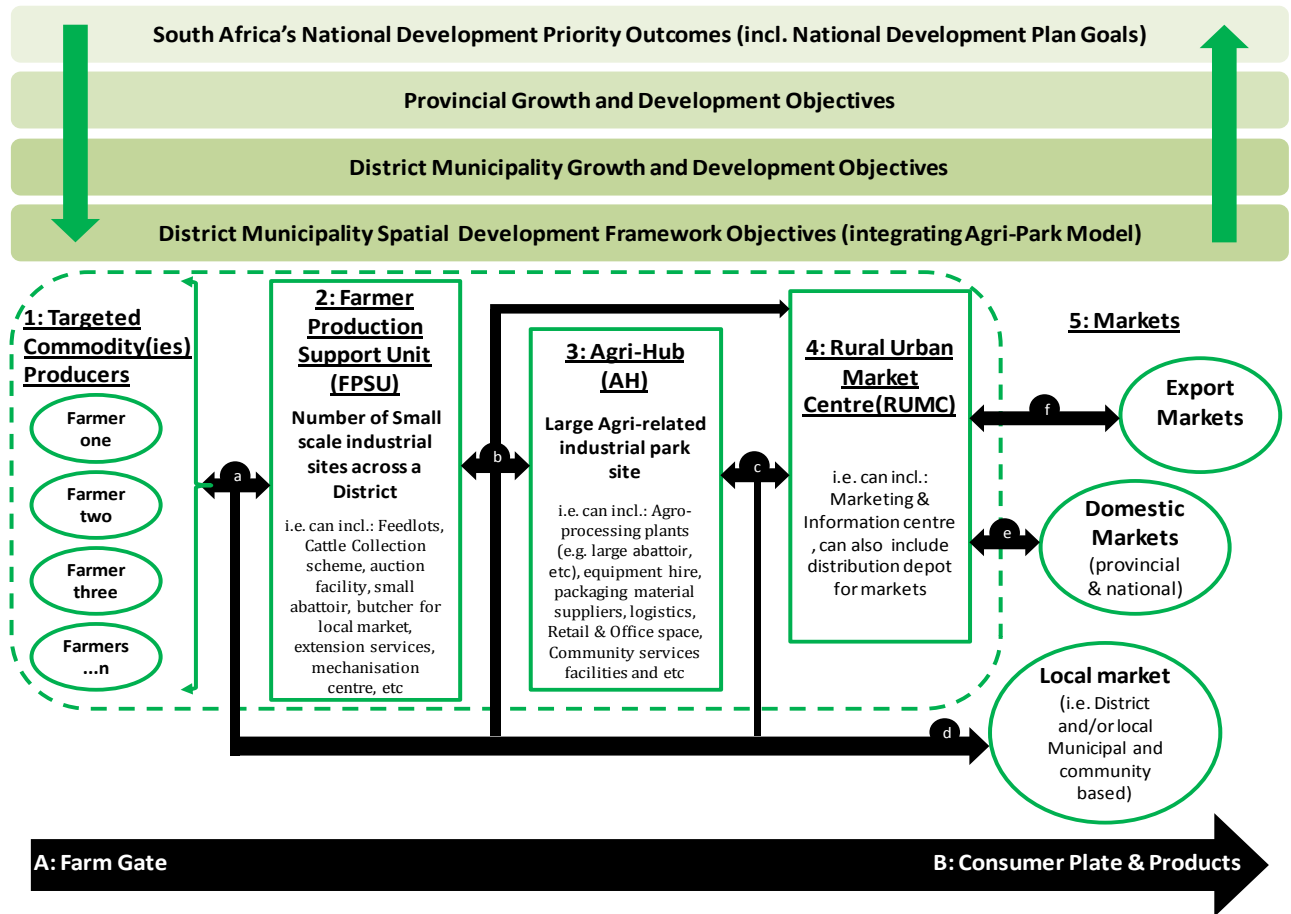 South Africa's National Development Priority Outcomes (incl. National Development Plan Goals)
Provincial Growth and Development Objectives
District Municipality Growth and Development Objectives
District Municipality Spatial Development Framework Objectives (integrating Agri-Park Model)
1: Targeted
Commodity(ies)
Producers
Farmer
one
Farmer
two
Farmer
three
Farmers
...n
a
2: Farmer
Production
Support Unit
(FPSU)
Number of Small
scale industrial
sites across a
District
i.e. can incl.: Feedlots,
Cattle Collection
scheme, auction
facility, small
abattoir, butcher for
local market,
extension services,
mechanisation
centre, etc
b
3: Agri-Hub
(AH)
Large Agri-related
industrial park
site
i.e. can incl.: Agro-
processing plants
(e.g. large abattoir,
etc), equipment hire,
packaging material
suppliers, logistics,
Retail & Office space,
Community services
facilities and etc
c
4: Rural Urban
Market
Centre(RUMC)
i.e. can incl.:
Marketing &
Information centre
, can also include
distribution depot
for markets
5: Markets
f
Export
Markets
e
Domestic
Markets
(provincial
& national)
d
Local market
(i.e. District
and/or local
Municipal and
community
based)
A: Farm Gate
B: Consumer Plate & Products